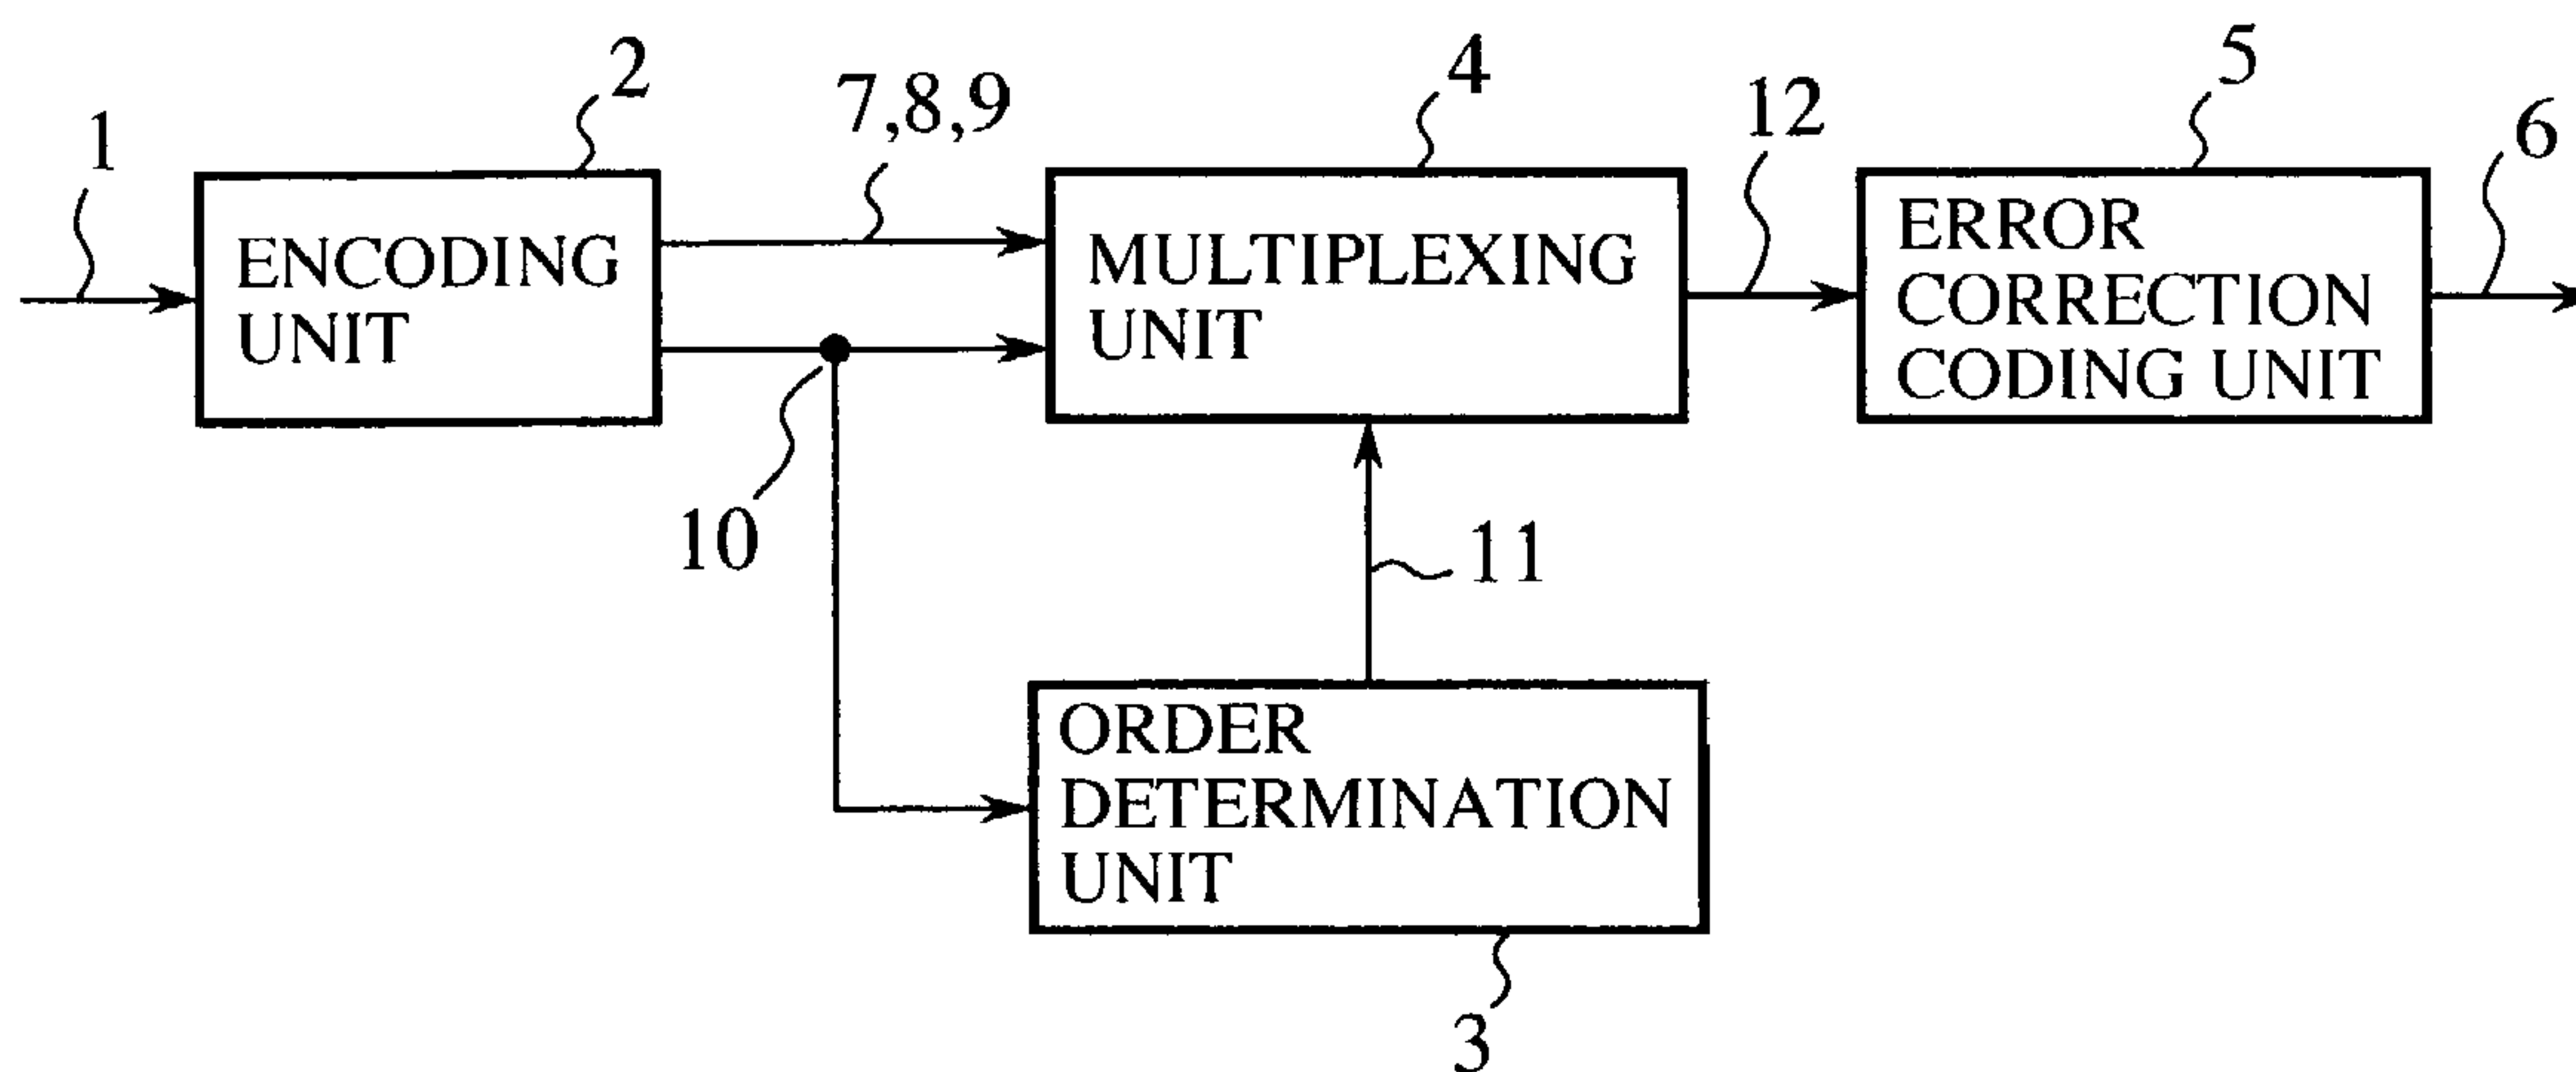 1
2
7,8,9
4
12
5
6
ENCODING
UNIT
MULTIPLEXING
UNIT
ERROR
CORRECTION
CODING UNIT
10
11
ORDER
DETERMINATION
UNIT
3